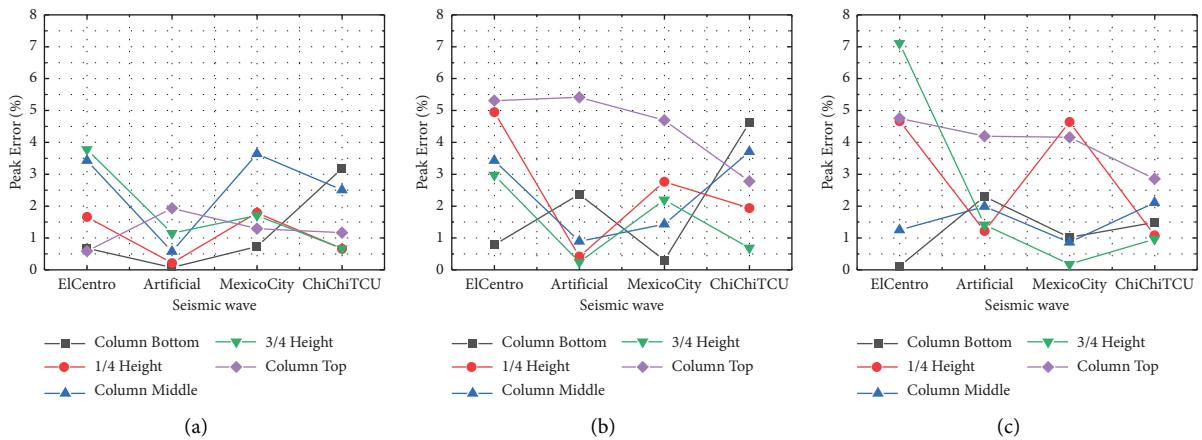 8
7
6
5
4
3
2
1
0
Peak Error (%)
ElCentro Artificial MexicoCity ChiChiTCU
Seismic wave
Column Bottom
1/4 Height
Column Middle
3/4 Height
Column Top
(a)
8
7
6
5
4
3
2
1
0
Peak Error (%)
ElCentro Artificial MexicoCity ChiChiTCU
Seismic wave
Column Bottom
1/4 Height
Column Middle
3/4 Height
Column Top
(b)
8
7
6
5
4
3
2
1
0
Peak Error (%)
ElCentro Artificial MexicoCity ChiChiTCU
Seismic wave
Column Bottom
1/4 Height
Column Middle
3/4 Height
Column Top
(c)